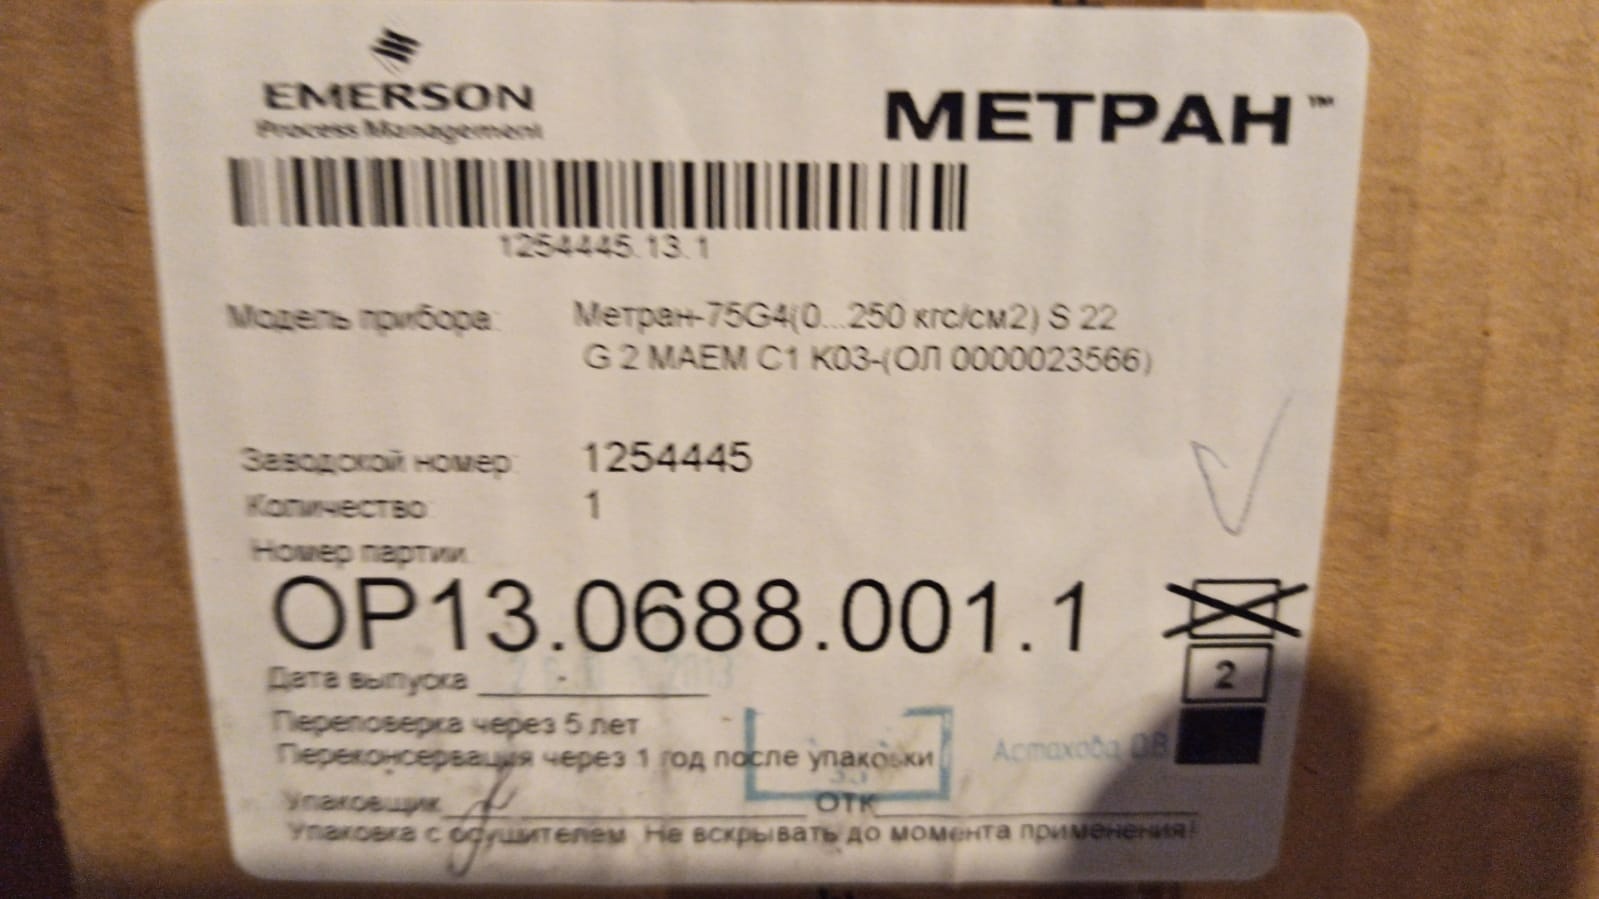 EMERSON
Process Management
МЕТРАН™
1254445.13.1
Модель прибора: Метран-75G4(0...250 кгс/см2) S 22
G 2 MAEM C1 K03-(ОЛ 0000023566)
Заводской номер: 1254445
Количество 1
Номер партии:
ОР13.0688.001.1
2
Дата выпуска 2013
Переповерка через 5 лет
Переконсервация через 1 год после упаковки
Астахова О.В
Упаковщик ОТК
Упаковка с осушителем. Не вскрывать до момента применения!